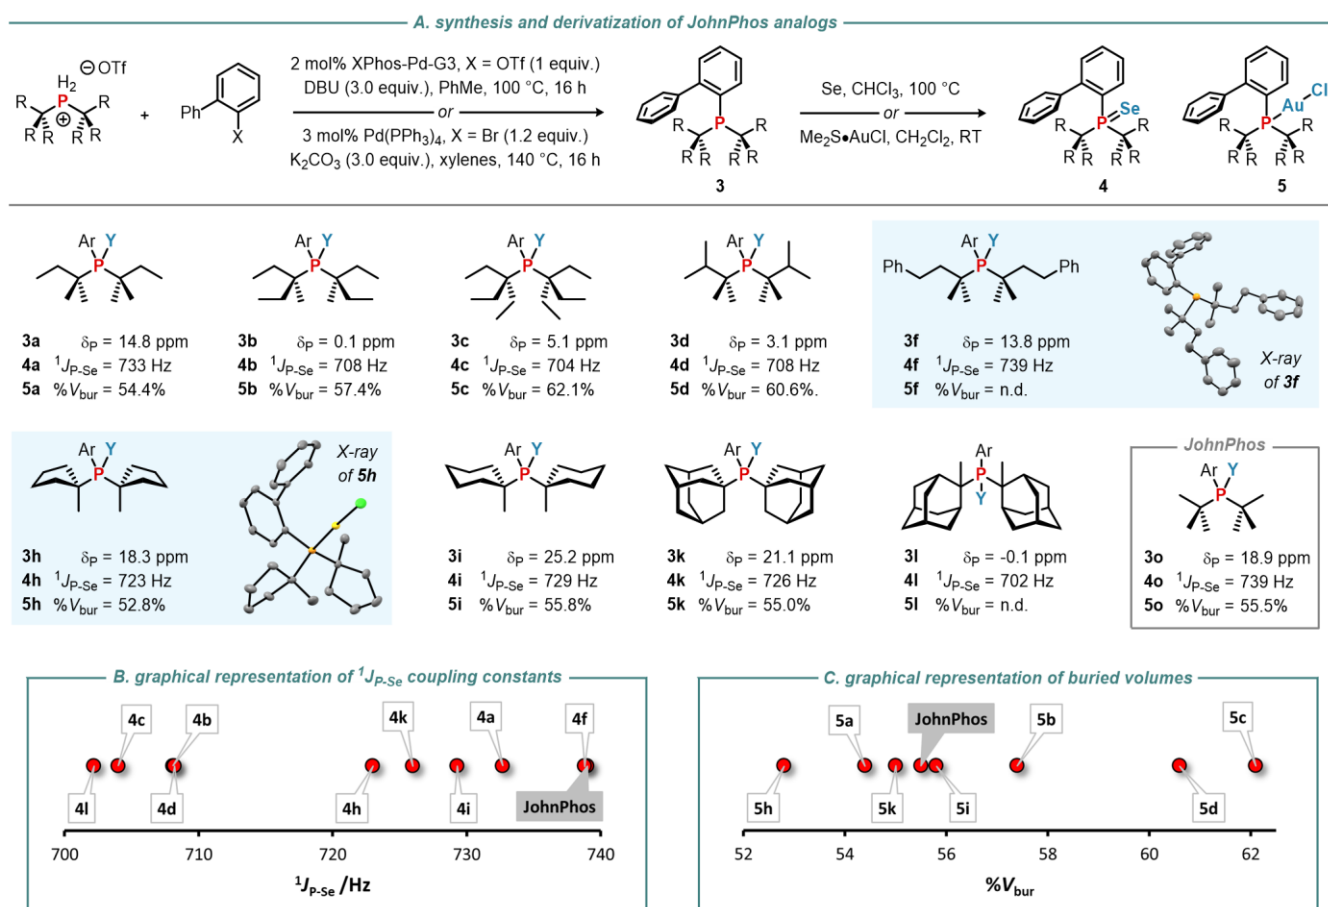 A. synthesis and derivatization of JohnPhos analogs
H₂
P
⊕
⊖OTf
R R R R R R
+
Ph
X
2 mol% XPhos-Pd-G3, X = OTf (1 equiv.)
DBU (3.0 equiv.), PhMe, 100 °C, 16 h
or
3 mol% Pd(PPh₃)₄, X = Br (1.2 equiv.)
K₂CO₃ (3.0 equiv.), xylenes, 140 °C, 16 h
P
R R R R R R
3
Se, CHCl₃, 100 °C
or
Me₂S•AuCl, CH₂Cl₂, RT
P Se
R R R R R R
4
Cl
Au
P
R R R R R R
5
Ar Y
P
3a δP = 14.8 ppm
4a ¹JP-Se = 733 Hz
5a %Vbur = 54.4%
Ar Y
P
3b δP = 0.1 ppm
4b ¹JP-Se = 708 Hz
5b %Vbur = 57.4%
Ar Y
P
3c δP = 5.1 ppm
4c ¹JP-Se = 704 Hz
5c %Vbur = 62.1%
Ar Y
P
3d δP = 3.1 ppm
4d ¹JP-Se = 708 Hz
5d %Vbur = 60.6%.
Ar Y
Ph P Ph
3f δP = 13.8 ppm
4f ¹JP-Se = 739 Hz
5f %Vbur = n.d.
X-ray
of 3f
Ar Y
P
3h δP = 18.3 ppm
4h ¹JP-Se = 723 Hz
5h %Vbur = 52.8%
X-ray
of 5h
Ar Y
P
3i δP = 25.2 ppm
4i ¹JP-Se = 729 Hz
5i %Vbur = 55.8%
Ar Y
P
3k δP = 21.1 ppm
4k ¹JP-Se = 726 Hz
5k %Vbur = 55.0%
Ar
P
Y
3l δP = -0.1 ppm
4l ¹JP-Se = 702 Hz
5l %Vbur = n.d.
JohnPhos
Ar Y
P
3o δP = 18.9 ppm
4o ¹JP-Se = 739 Hz
5o %Vbur = 55.5%
B. graphical representation of ¹JP-Se coupling constants
4c 4b 4k 4a 4f
4l 4d 4h 4i JohnPhos
700 710 720 730 740
¹JP-Se /Hz
C. graphical representation of buried volumes
5a JohnPhos 5b 5c
5h 5k 5i 5d
52 54 56 58 60 62
%Vbur